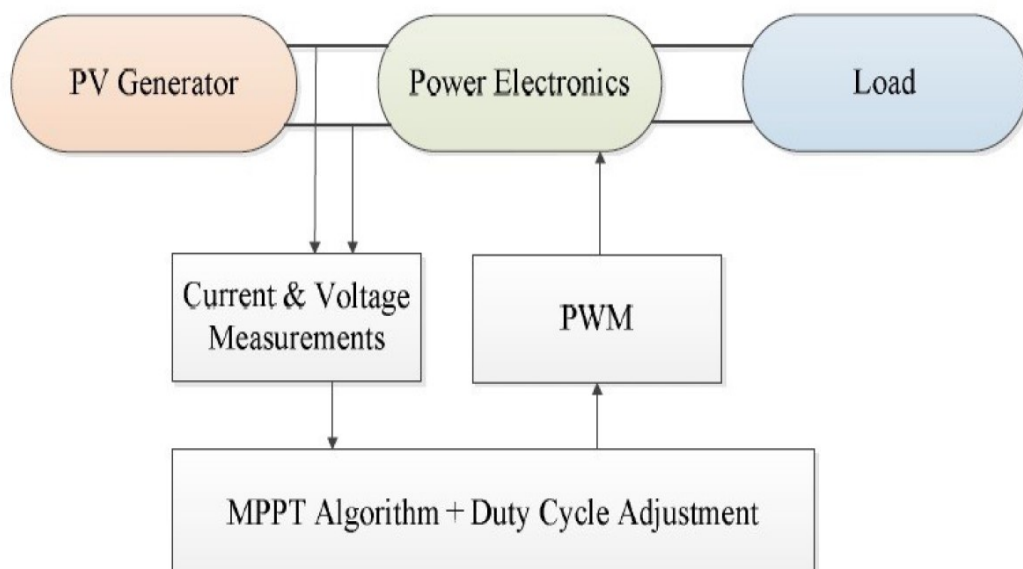 PV Generator
Power Electronics
Load
Current & Voltage
Measurements
PWM
MPPT Algorithm + Duty Cycle Adjustment